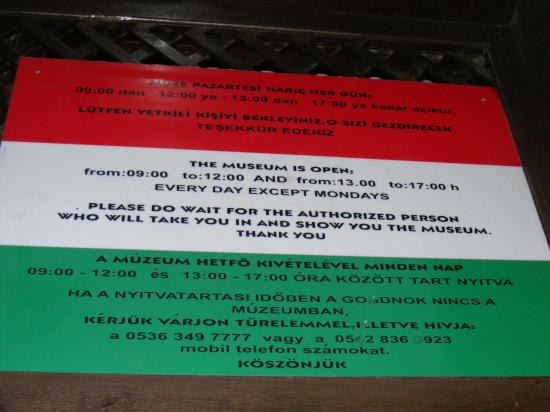 MÜZE PAZARTESİ HARİÇ HER GÜN:
09:00 dan 12:00 ye - 13:00 dan 17.00 ye kadar açıktır.
LÜTFEN YETKİLİ KİŞİYİ BEKLEYİNİZ,O SİZİ GEZDİRECEK.
TEŞEKKÜR EDERİZ
THE MUSEUM IS OPEN:
from:09:00 to:12:00 AND from:13.00 to:17:00 h
EVERY DAY EXCEPT MONDAYS
PLEASE DO WAIT FOR THE AUTHORIZED PERSON
WHO WILL TAKE YOU IN AND SHOW YOU THE MUSEUM.
THANK YOU
A MÚZEUM HETFŐ KIVÉTELÉVEL MINDEN NAP
09:00 - 12:00 és 13:00 - 17:00 ÓRA KÖZÖTT TART NYITVA
HA A NYITVATARTASI IDŐBEN A GONDNOK NINCS A
MÚZEUMBAN,
KÉRJÜK VÁRJON TÜRELEMMEL,ILLETVE HIVJA:
a 0536 349 7777 vagy a 0542 836 3923
mobil telefon számokat.
KÖSZÖNJÜK